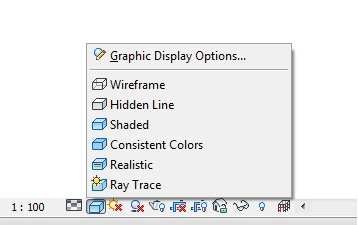 Graphic Display Options...
Wireframe
Hidden Line
Shaded
Consistent Colors
Realistic
Ray Trace
1 : 100